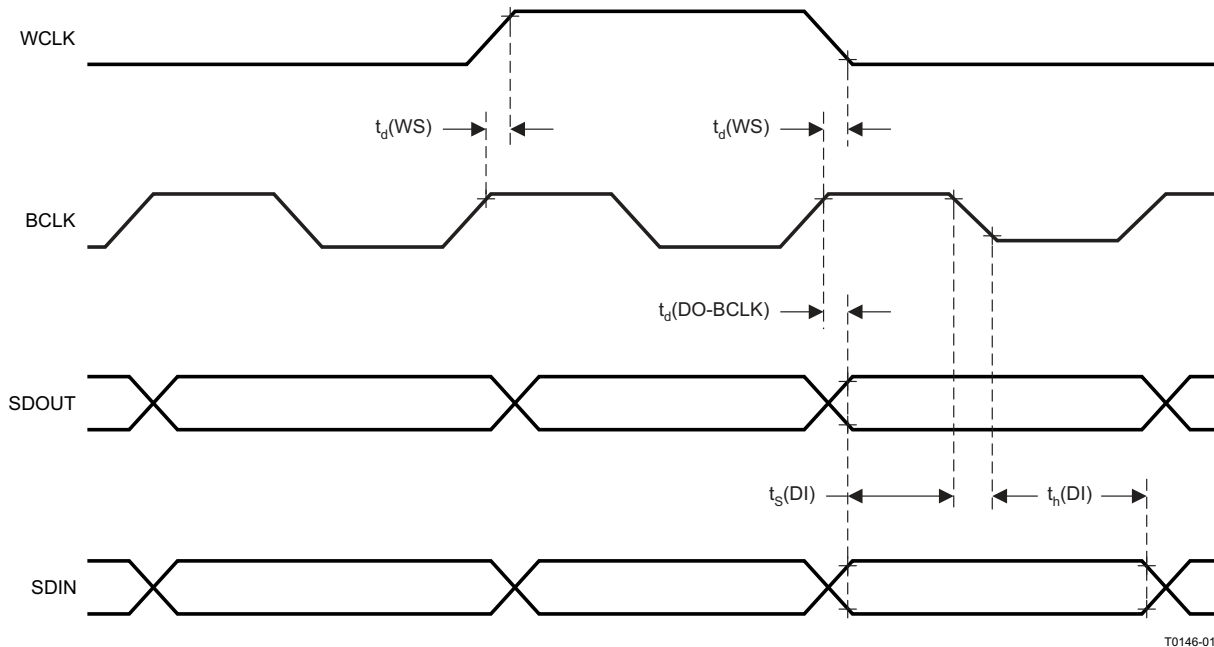 WCLK
t_d(WS)
t_d(WS)
BCLK
t_d(DO-BCLK)
SDOUT
t_S(DI)
t_h(DI)
SDIN
T0146-01